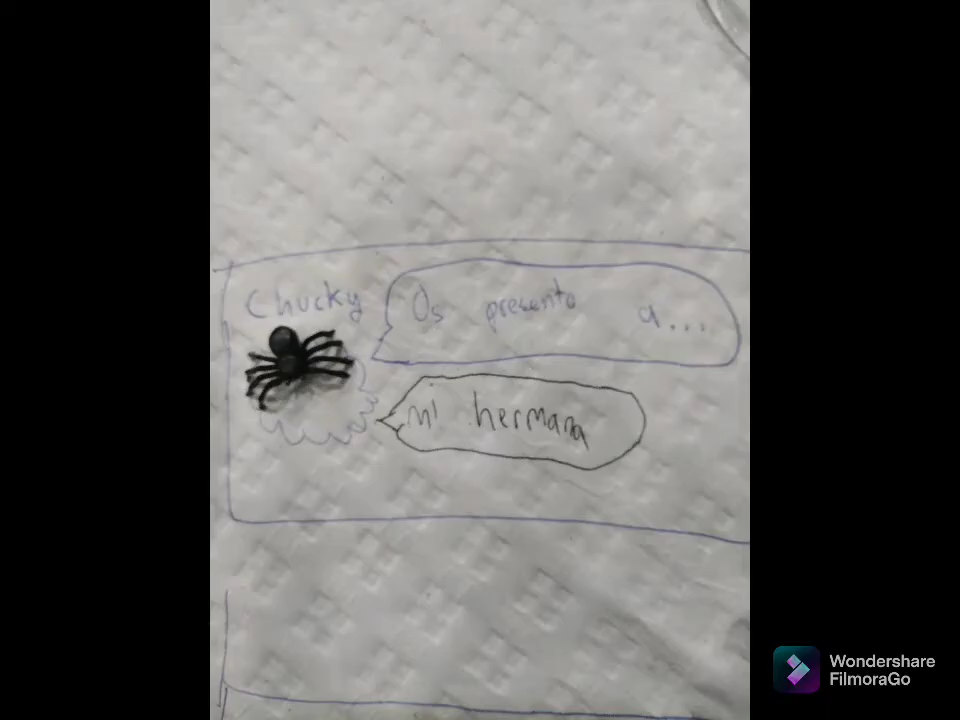 Chucky
Os presento a...
mi hermana
Wondershare
FilmoraGo